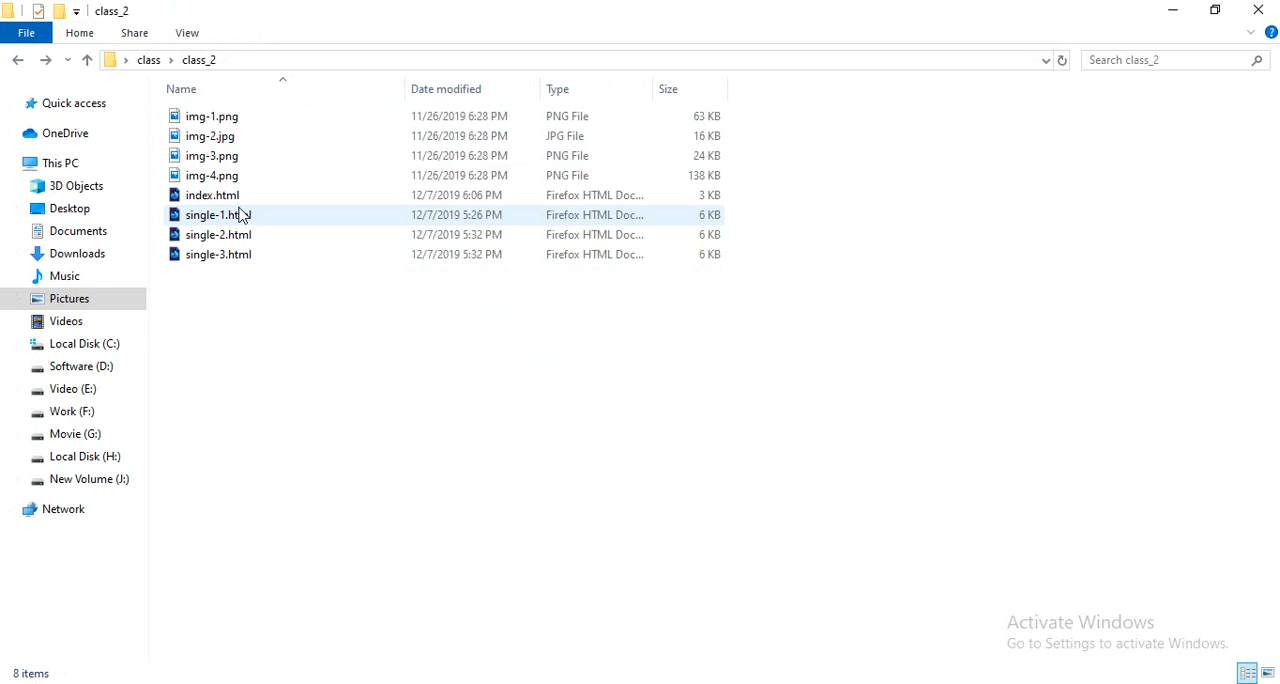 class_2
File Home Share View
class › class_2
Search class_2
Name Date modified Type Size
img-1.png 11/26/2019 6:28 PM PNG File 63 KB
img-2.jpg 11/26/2019 6:28 PM JPG File 16 KB
img-3.png 11/26/2019 6:28 PM PNG File 24 KB
img-4.png 11/26/2019 6:28 PM PNG File 138 KB
index.html 12/7/2019 6:06 PM Firefox HTML Doc... 3 KB
single-1.html 12/7/2019 5:26 PM Firefox HTML Doc... 6 KB
single-2.html 12/7/2019 5:32 PM Firefox HTML Doc... 6 KB
single-3.html 12/7/2019 5:32 PM Firefox HTML Doc... 6 KB
Quick access
OneDrive
This PC
3D Objects
Desktop
Documents
Downloads
Music
Pictures
Videos
Local Disk (C:)
Software (D:)
Video (E:)
Work (F:)
Movie (G:)
Local Disk (H:)
New Volume (J:)
Network
Activate Windows
Go to Settings to activate Windows.
8 items